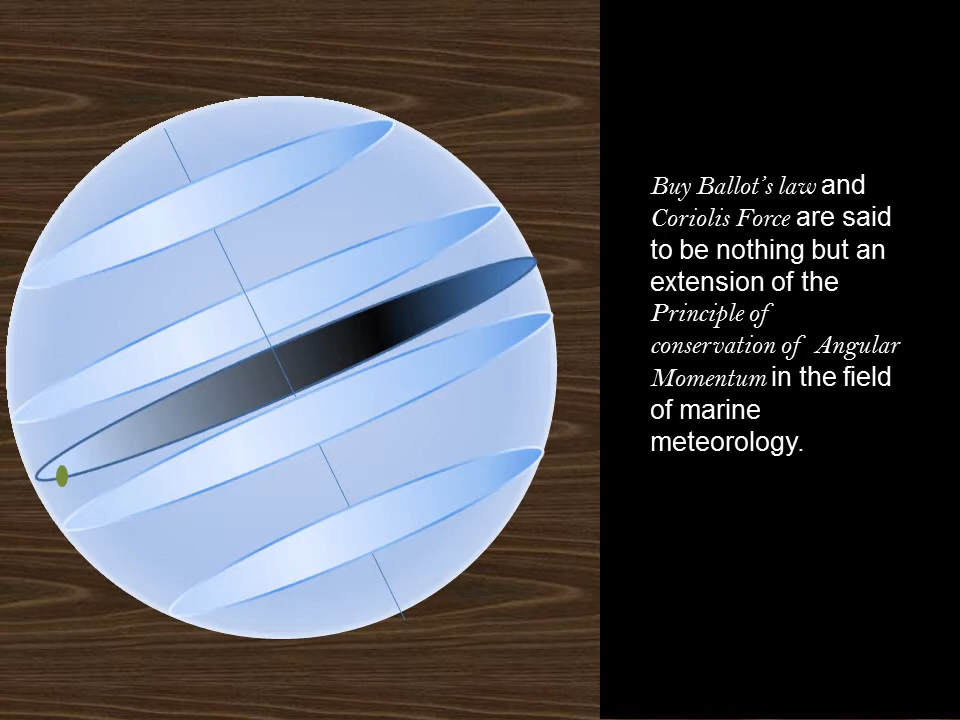 Buy Ballot’s law and
Coriolis Force are said
to be nothing but an
extension of the
Principle of
conservation of Angular
Momentum in the field
of marine
meteorology.